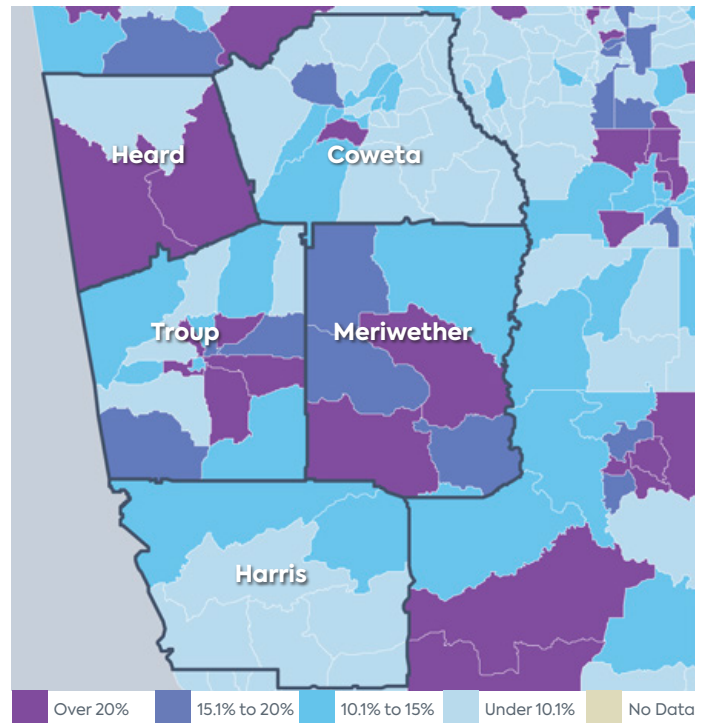 Heard
Coweta
Troup
Meriwether
Harris
Over 20% 15.1% to 20% 10.1% to 15% Under 10.1% No Data